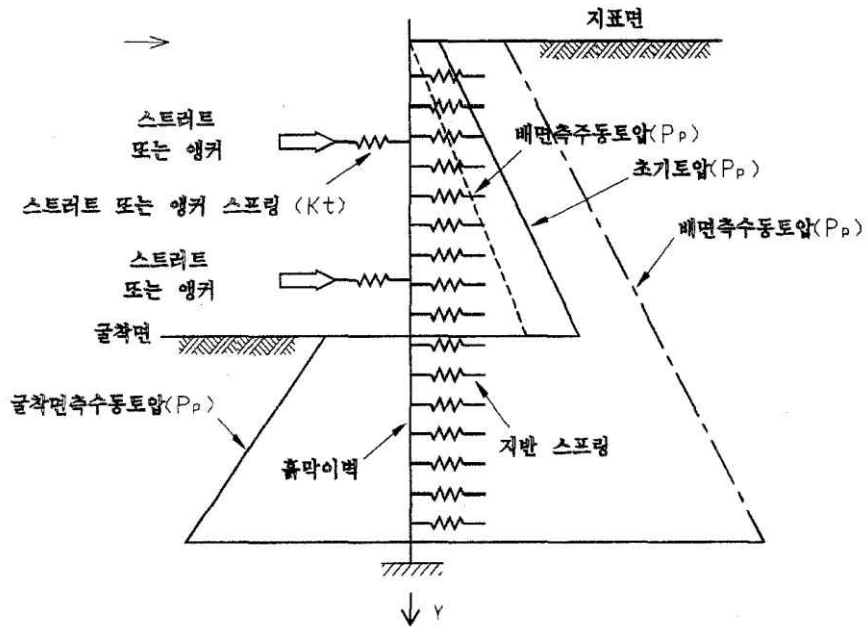 지표면
스트러트
또는 앵커
배면측주동토압(Pp)
초기토압(Pp)
스트러트 또는 앵커 스프링 (Kt)
배면측수동토압(Pp)
스트러트
또는 앵커
굴착면
굴착면측수동토압(Pp)
흙막이벽
지반 스프링
Y